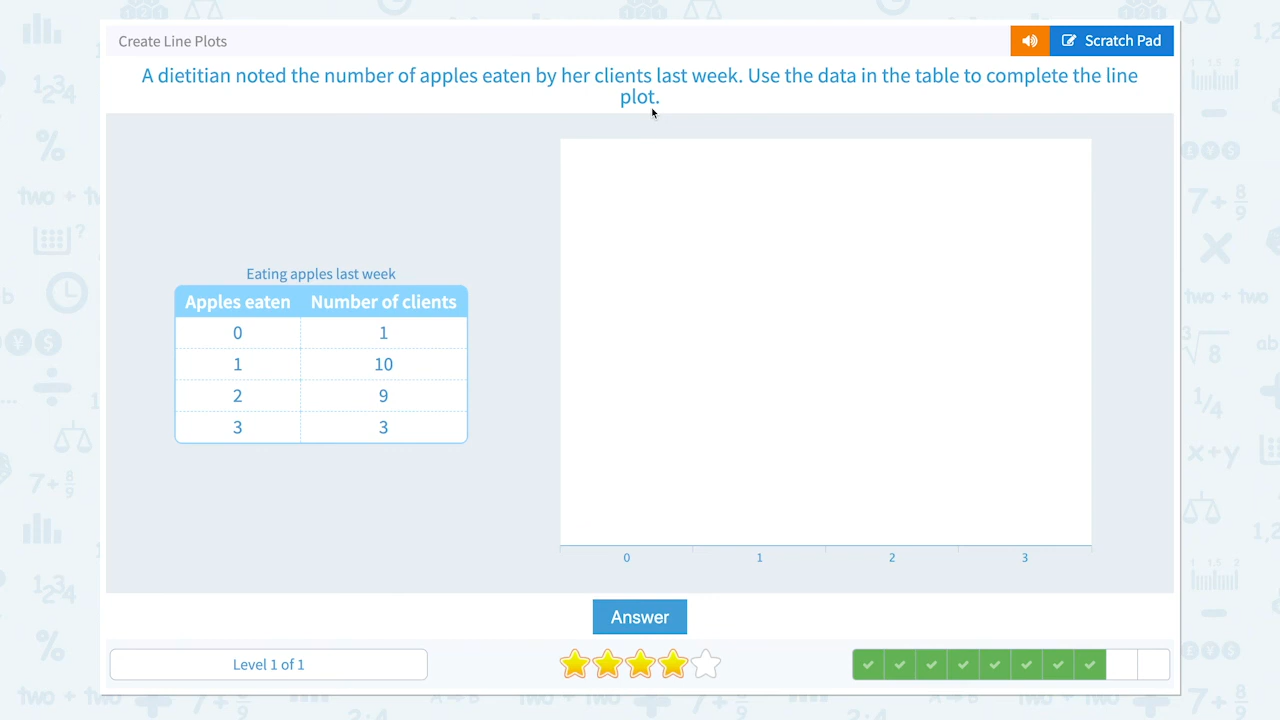 Create Line Plots
Scratch Pad
A dietitian noted the number of apples eaten by her clients last week. Use the data in the table to complete the line
plot.
Eating apples last week
Apples eaten Number of clients
0 1
1 10
2 9
3 3
0 1 2 3
Answer
Level 1 of 1